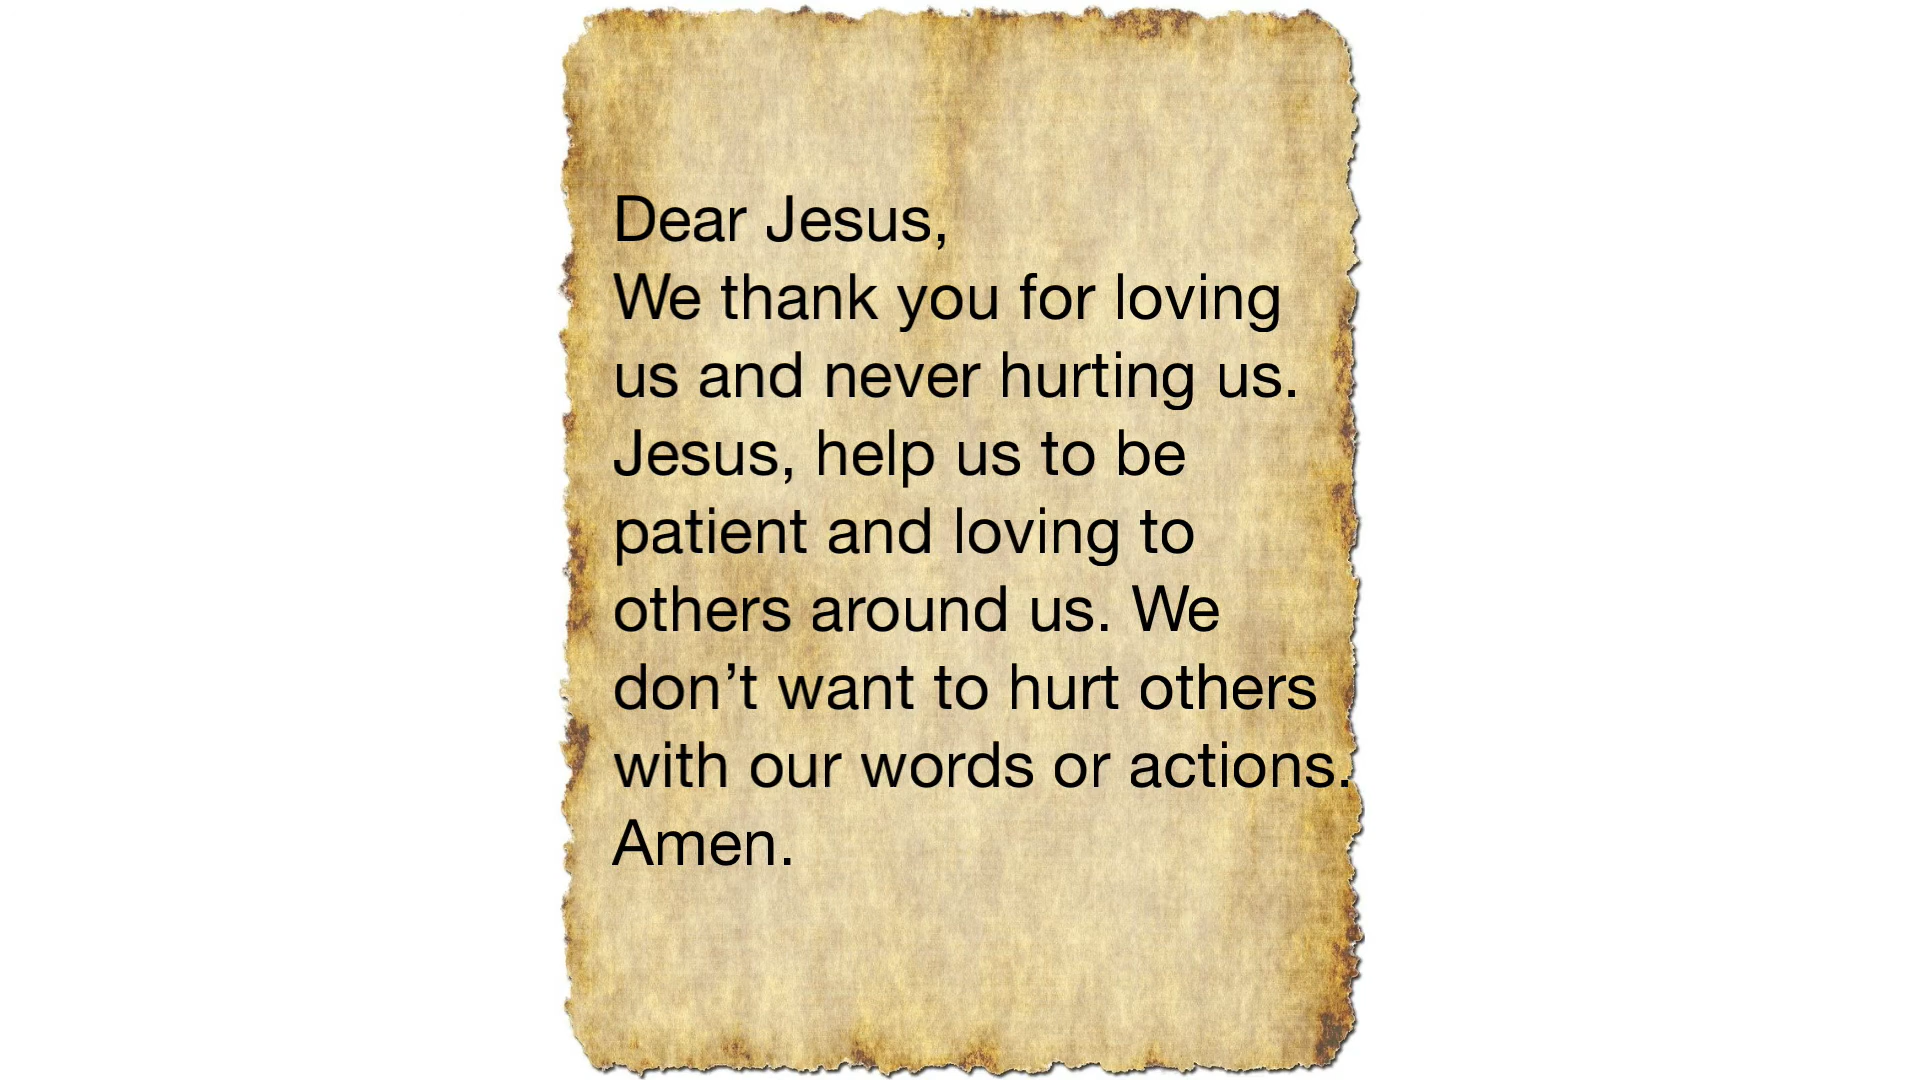 Dear Jesus,
We thank you for loving
us and never hurting us.
Jesus, help us to be
patient and loving to
others around us. We
don’t want to hurt others
with our words or actions.
Amen.